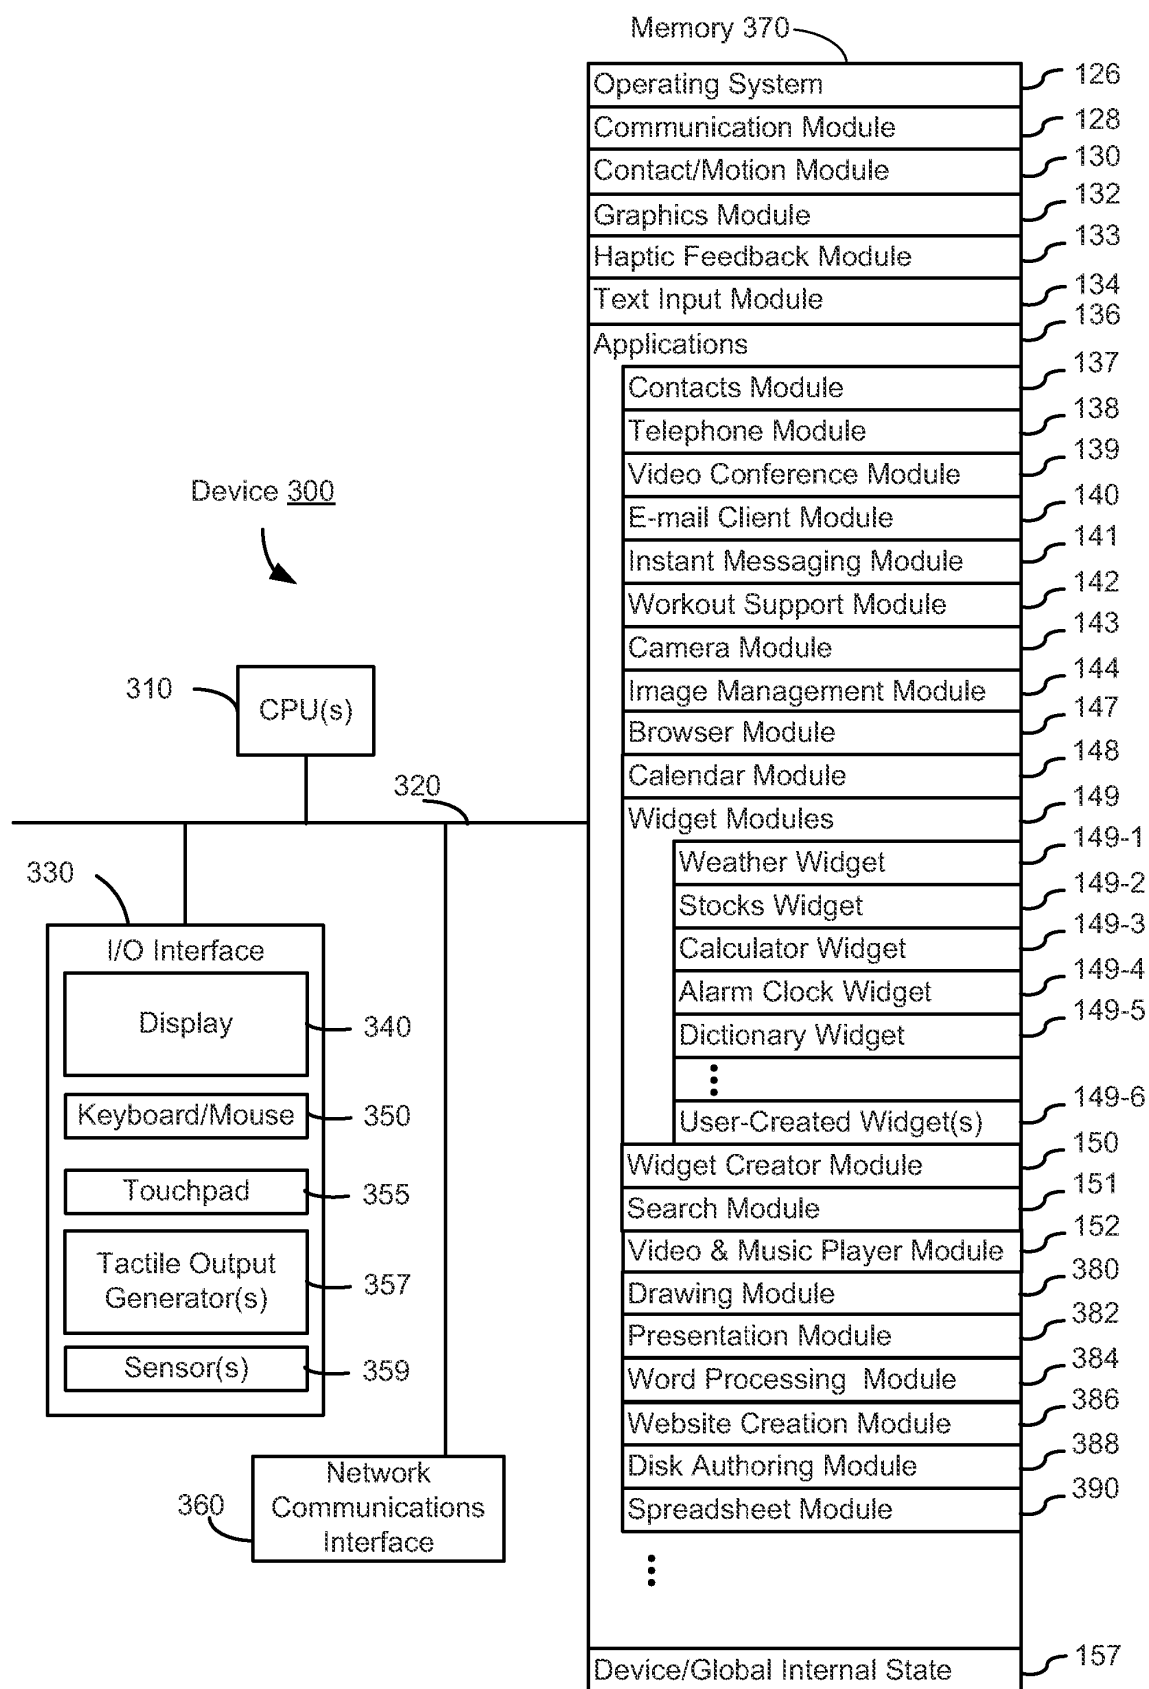 Memory 370
Operating System 126
Communication Module 128
Contact/Motion Module 130
Graphics Module 132
Haptic Feedback Module 133
Text Input Module 134
Applications 136
Contacts Module 137
Telephone Module 138
Video Conference Module 139
E-mail Client Module 140
Instant Messaging Module 141
Workout Support Module 142
Camera Module 143
Image Management Module 144
Browser Module 147
Calendar Module 148
Widget Modules 149
Weather Widget 149-1
Stocks Widget 149-2
Calculator Widget 149-3
Alarm Clock Widget 149-4
Dictionary Widget 149-5
User-Created Widget(s) 149-6
Widget Creator Module 150
Search Module 151
Video & Music Player Module 152
Drawing Module 380
Presentation Module 382
Word Processing Module 384
Website Creation Module 386
Disk Authoring Module 388
Spreadsheet Module 390
Device/Global Internal State 157
Device 300
310
CPU(s)
320
330
I/O Interface
Display 340
Keyboard/Mouse 350
Touchpad 355
Tactile Output
Generator(s) 357
Sensor(s) 359
360
Network
Communications
Interface